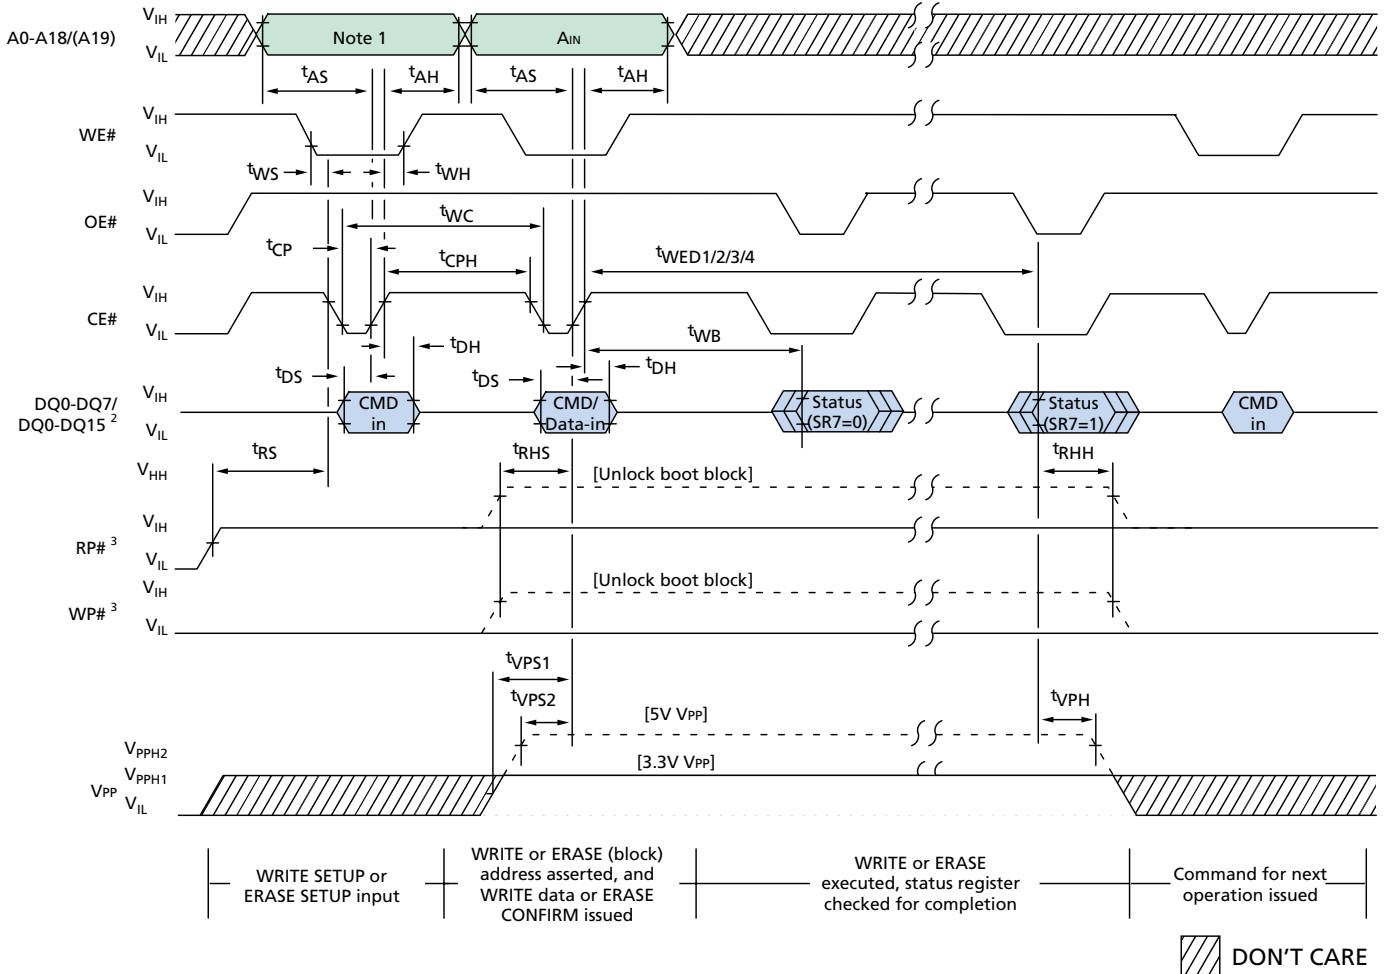 A0-A18/(A19)
VIH
VIL
Note 1
AIN
tAS
tAH
tAS
tAH
WE#
VIH
VIL
tWS
tWH
OE#
VIH
VIL
tWC
tCP
tCPH
tWED1/2/3/4
CE#
VIH
VIL
tWB
tDH
tDS
tDS
tDH
DQ0-DQ7/
DQ0-DQ15 2
VIH
VIL
CMD
in
CMD/
Data-in
Status
(SR7=0)
Status
(SR7=1)
CMD
in
tRS
tRHS
tRHH
VHH
[Unlock boot block]
VIH
RP# 3
VIL
VIH
[Unlock boot block]
WP# 3
VIL
tVPS1
tVPS2
tVPH
[5V VPP]
VPPH2
[3.3V VPP]
VPPH1
VPP
VIL
WRITE SETUP or
ERASE SETUP input
WRITE or ERASE (block)
address asserted, and
WRITE data or ERASE
CONFIRM issued
WRITE or ERASE
executed, status register
checked for completion
Command for next
operation issued
DON'T CARE